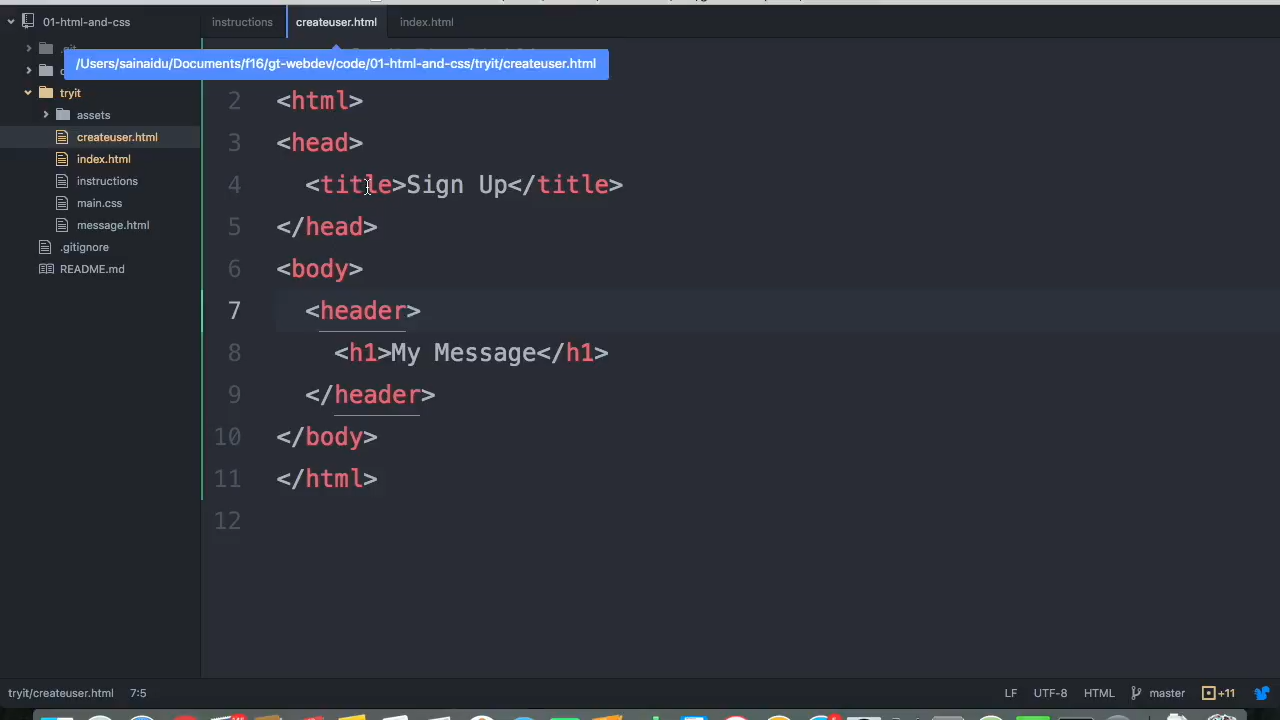 01-html-and-css
instructions
createuser.html
index.html
.git
/Users/sainaidu/Documents/f16/gt-webdev/code/01-html-and-css/tryit/createuser.html
tryit
assets
createuser.html
index.html
instructions
main.css
message.html
.gitignore
README.md
2 <html>
3 <head>
4 <title>Sign Up</title>
5 </head>
6 <body>
7 <header>
8 <h1>My Message</h1>
9 </header>
10 </body>
11 </html>
12
tryit/createuser.html 7:5 LF UTF-8 HTML master +11